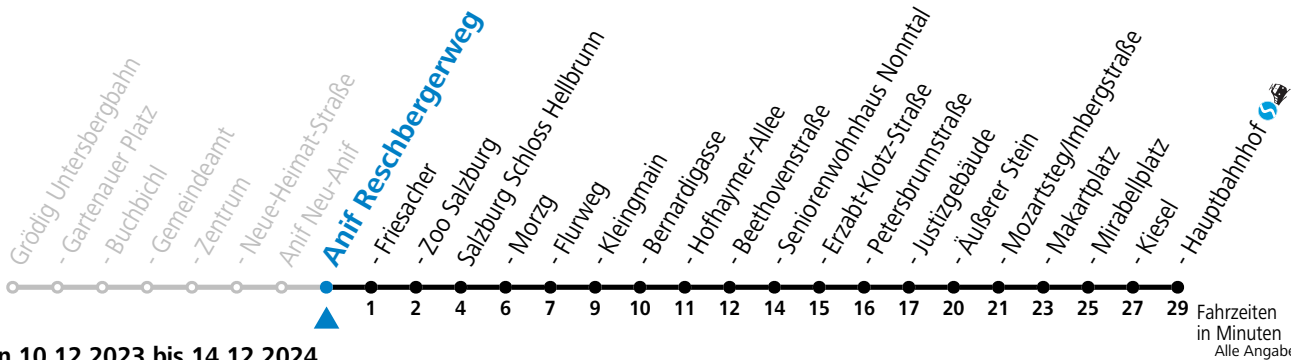 Grödig Untersbergbahn
- Gartenauer Platz
- Buchbichl
- Gemeindeamt
- Zentrum
- Neue-Heimat-Straße
Anif Neu-Anif
Anif Reschbergerweg
- Friesacher
- Zoo Salzburg
Salzburg Schloss Hellbrunn
- Morzg
- Flurweg
- Kleingmain
- Bernardigasse
- Hofhaymer-Allee
- Beethovenstraße
- Seniorenwohnhaus Nonntal
- Erzabt-Klotz-Straße
- Petersbrunnstraße
- Justizgebäude
- Äußerer Stein
- Mozartsteg/Imbergstraße
- Makartplatz
- Mirabellplatz
- Kiesel
- Hauptbahnhof
1 2 4 6 7 9 10 11 12 14 15 16 17 20 21 23 25 27 29
Fahrzeiten
in Minuten
Alle Angabe
10.12.2023 bis 14.12.2024